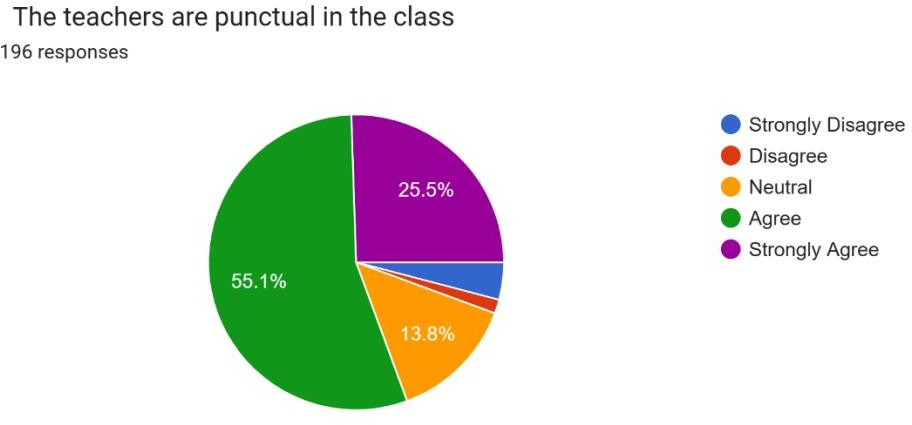 The teachers are punctual in the class
196 responses
25.5%
55.1%
13.8%
Strongly Disagree
Disagree
Neutral
Agree
Strongly Agree